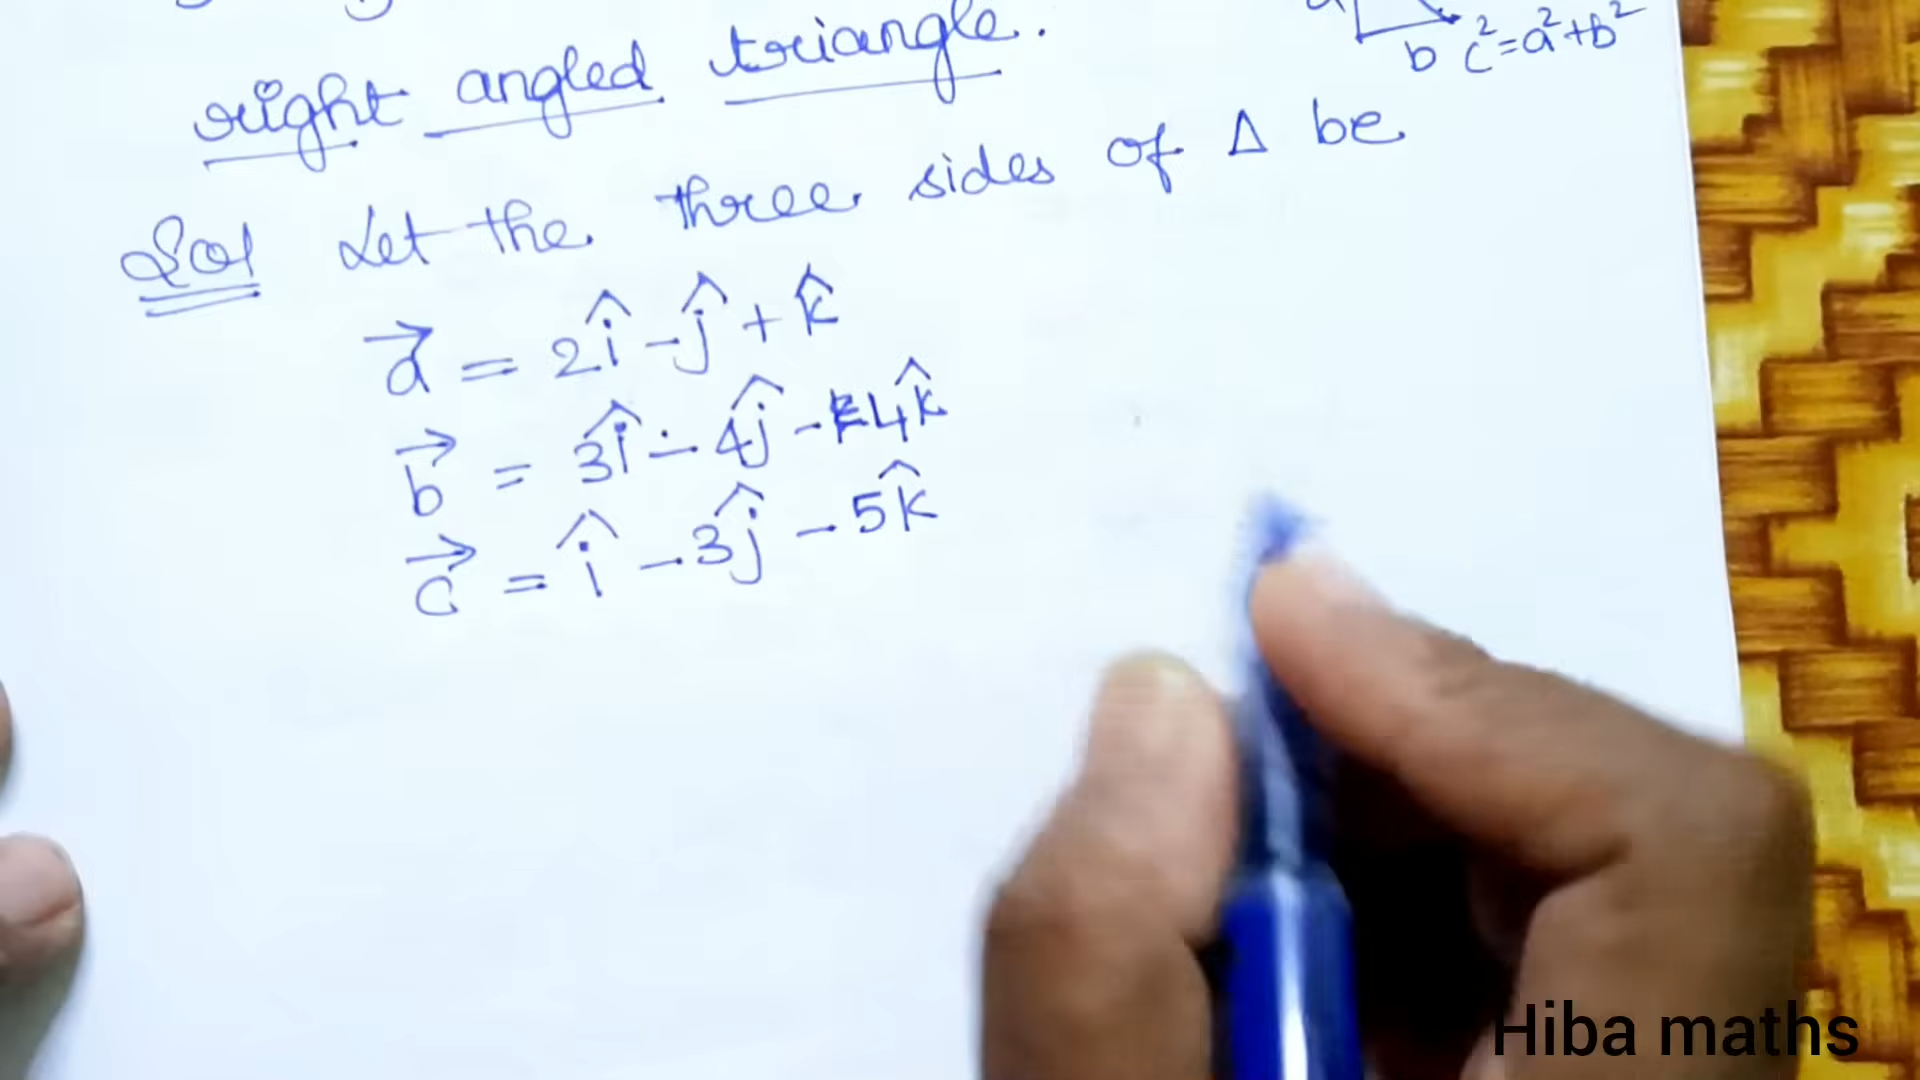 right angled triangle.
b c²=a²+b²
Sol Let the three sides of Δ be
a⃗ = 2î - ĵ + k̂
b⃗ = 3î - 4ĵ - 4k̂
c⃗ = î - 3ĵ - 5k̂
Hiba maths